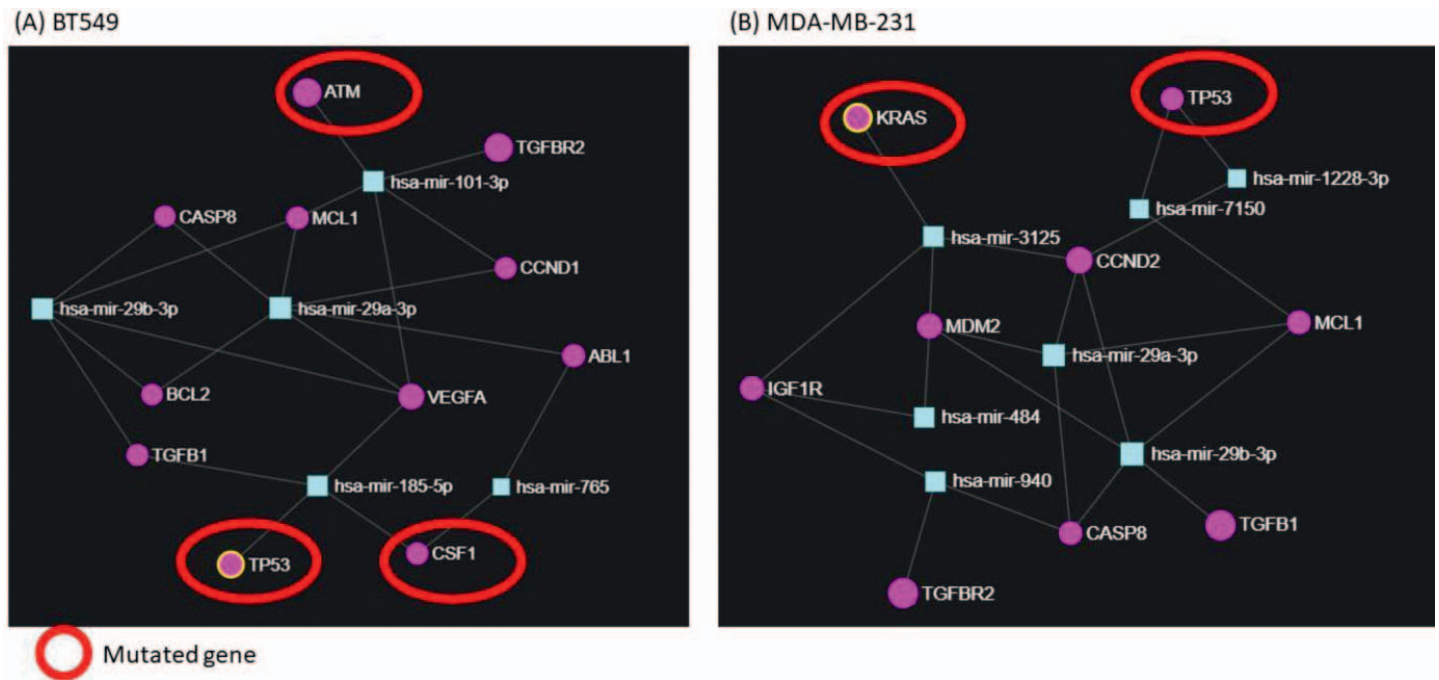 (A) BT549
ATM
TGFBR2
hsa-mir-101-3p
CASP8
MCL1
CCND1
hsa-mir-29b-3p
hsa-mir-29a-3p
ABL1
BCL2
VEGFA
TGFB1
hsa-mir-185-5p
hsa-mir-765
TP53
CSF1
Mutated gene
(B) MDA-MB-231
KRAS
TP53
hsa-mir-1228-3p
hsa-mir-7150
hsa-mir-3125
CCND2
MDM2
MCL1
hsa-mir-29a-3p
IGF1R
hsa-mir-484
hsa-mir-29b-3p
hsa-mir-940
TGFB1
CASP8
TGFBR2